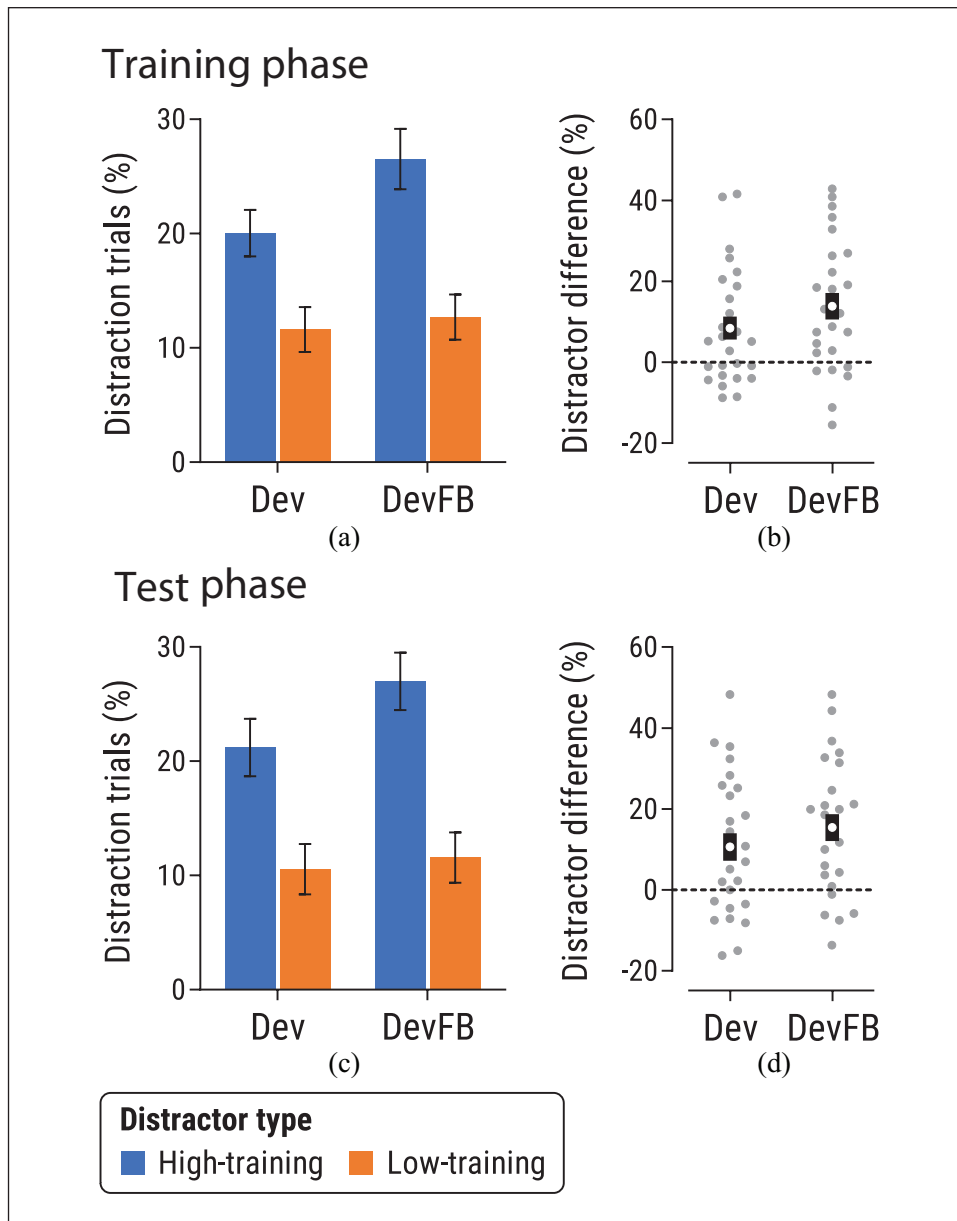 Training phase
Distraction trials (%)
30
20
10
0
Dev DevFB
(a)
Distractor difference (%)
60
40
20
0
-20
Dev DevFB
(b)
Test phase
Distraction trials (%)
30
20
10
0
Dev DevFB
(c)
Distractor difference (%)
60
40
20
0
-20
Dev DevFB
(d)
Distractor type
High-training Low-training